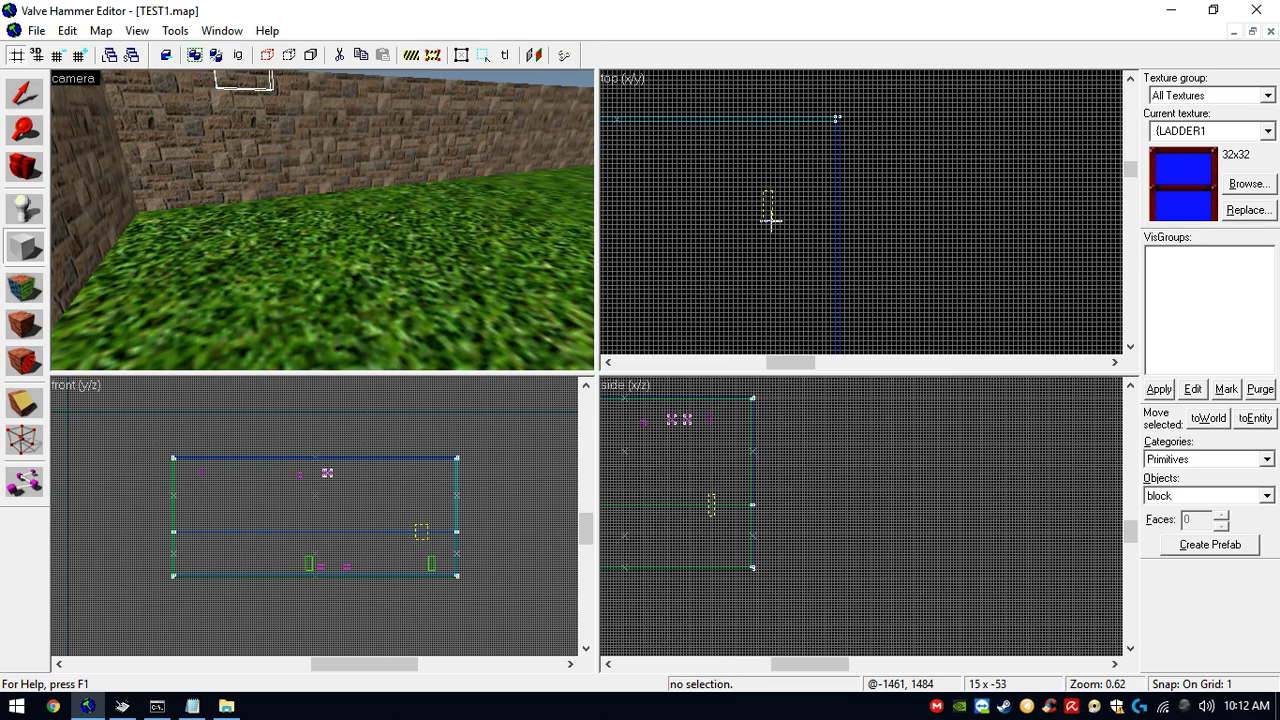 Valve Hammer Editor - [TEST1.map]
File Edit Map View Tools Window Help
camera
top (x/y)
front (y/z)
side (x/z)
Texture group:
All Textures
Current texture:
{LADDER1
32x32
Browse...
Replace...
VisGroups:
Apply Edit Mark Purge
Move selected:
toWorld toEntity
Categories:
Primitives
Objects:
block
Faces: 0
Create Prefab
For Help, press F1
no selection.
@-1461, 1484
15 x -53
Zoom: 0.62
Snap: On Grid: 1
10:12 AM